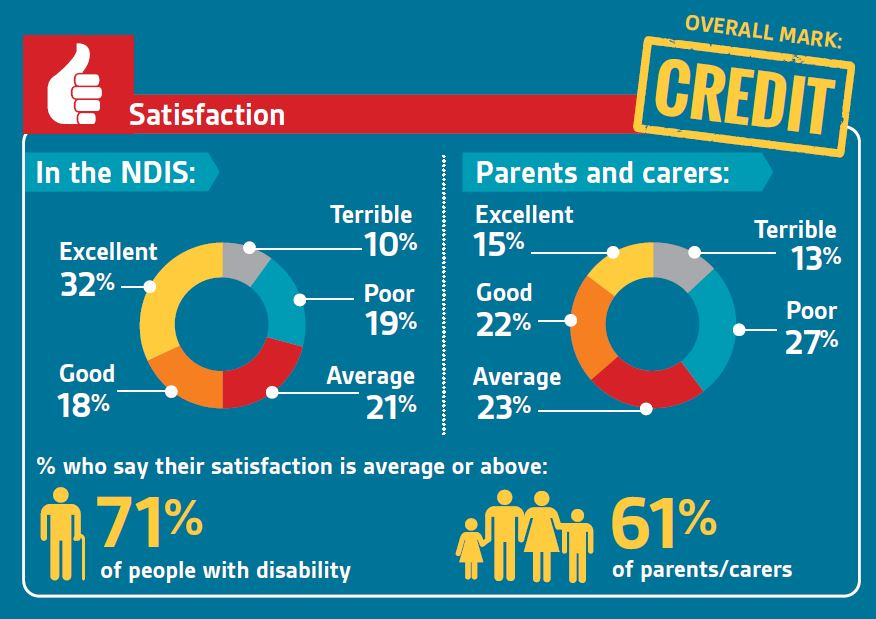 OVERALL MARK:
CREDIT
Satisfaction
In the NDIS:
Terrible
10%
Excellent
32%
Poor
19%
Good
18%
Average
21%
Parents and carers:
Excellent
15%
Terrible
13%
Good
22%
Poor
27%
Average
23%
% who say their satisfaction is average or above:
71%
of people with disability
61%
of parents/carers